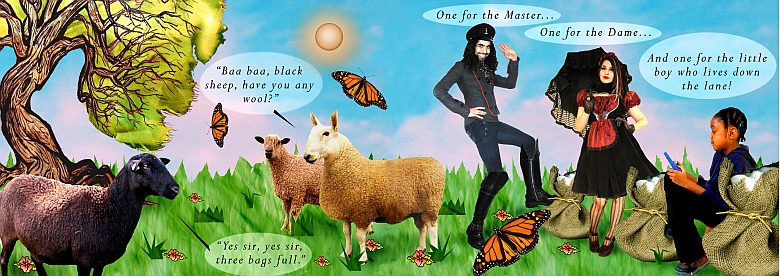 “Baa baa, black
sheep, have you any
wool?”
“Yes sir, yes sir,
three bags full.”
One for the Master...
One for the Dame...
And one for the little
boy who lives down
the lane!